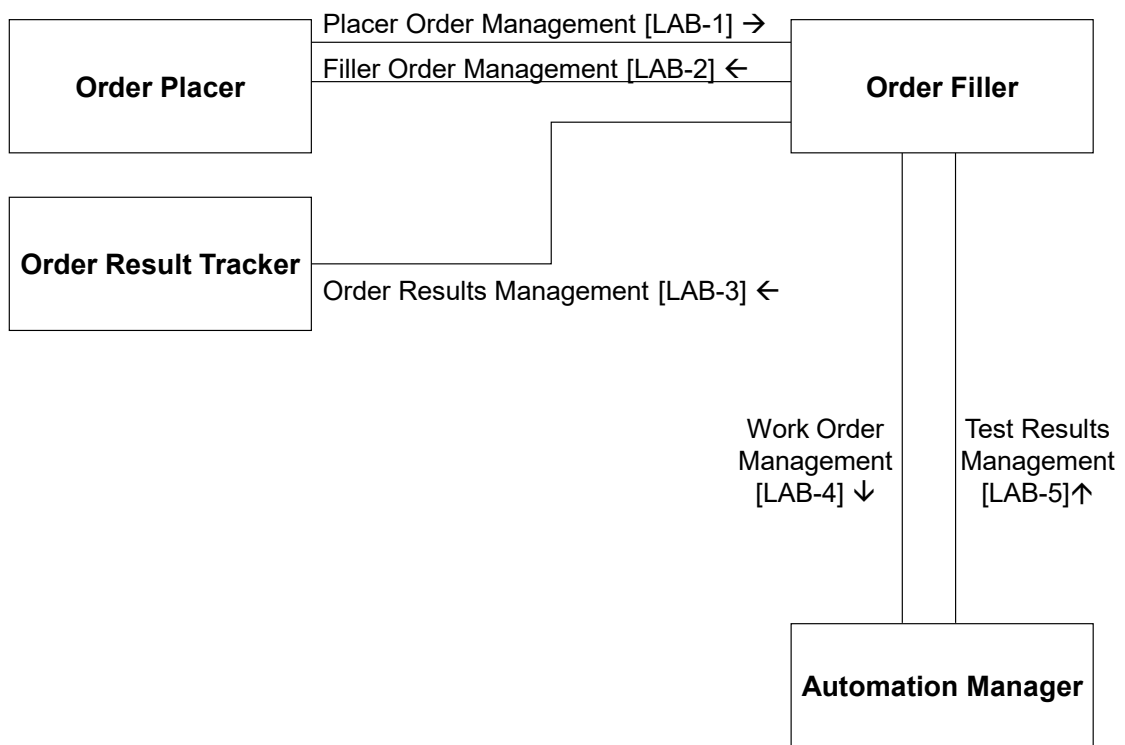 Placer Order Management [LAB-1] →
Order Placer
Filler Order Management [LAB-2] ←
Order Filler
Order Result Tracker
Order Results Management [LAB-3] ←
Work Order
Management
[LAB-4] ↓
Test Results
Management
[LAB-5]↑
Automation Manager